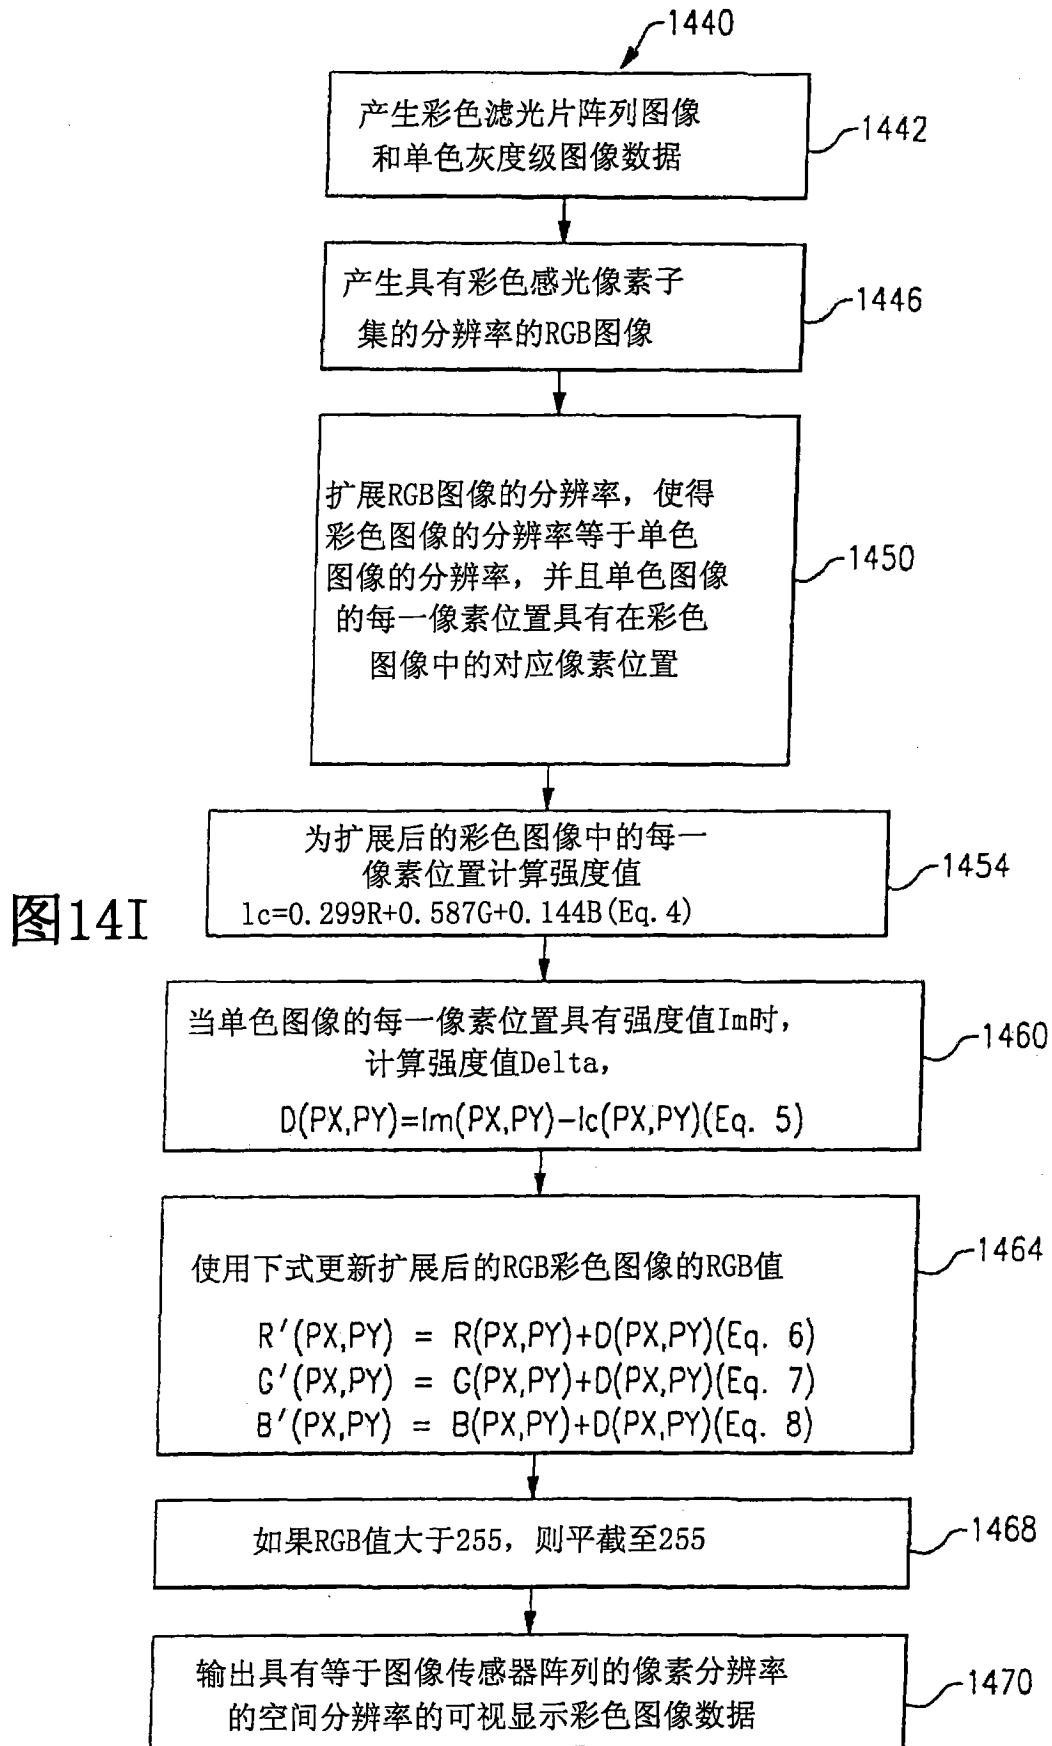 1440
产生彩色滤光片阵列图像
和单色灰度级图像数据
1442
产生具有彩色感光像素子
集的分辨率的RGB图像
1446
扩展RGB图像的分辨率，使得
彩色图像的分辨率等于单色
图像的分辨率，并且单色图像
的每一像素位置具有在彩色
图像中的对应像素位置
1450
为扩展后的彩色图像中的每一
像素位置计算强度值
lc=0.299R+0.587G+0.144B(Eq.4)
1454
图14I
当单色图像的每一像素位置具有强度值Im时，
计算强度值Delta，
D(PX,PY)=Im(PX,PY)-Ic(PX,PY)(Eq. 5)
1460
使用下式更新扩展后的RGB彩色图像的RGB值
R'(PX,PY) = R(PX,PY)+D(PX,PY)(Eq. 6)
G'(PX,PY) = G(PX,PY)+D(PX,PY)(Eq. 7)
B'(PX,PY) = B(PX,PY)+D(PX,PY)(Eq. 8)
1464
如果RGB值大于255，则平截至255
1468
输出具有等于图像传感器阵列的像素分辨率
的空间分辨率的可视显示彩色图像数据
1470